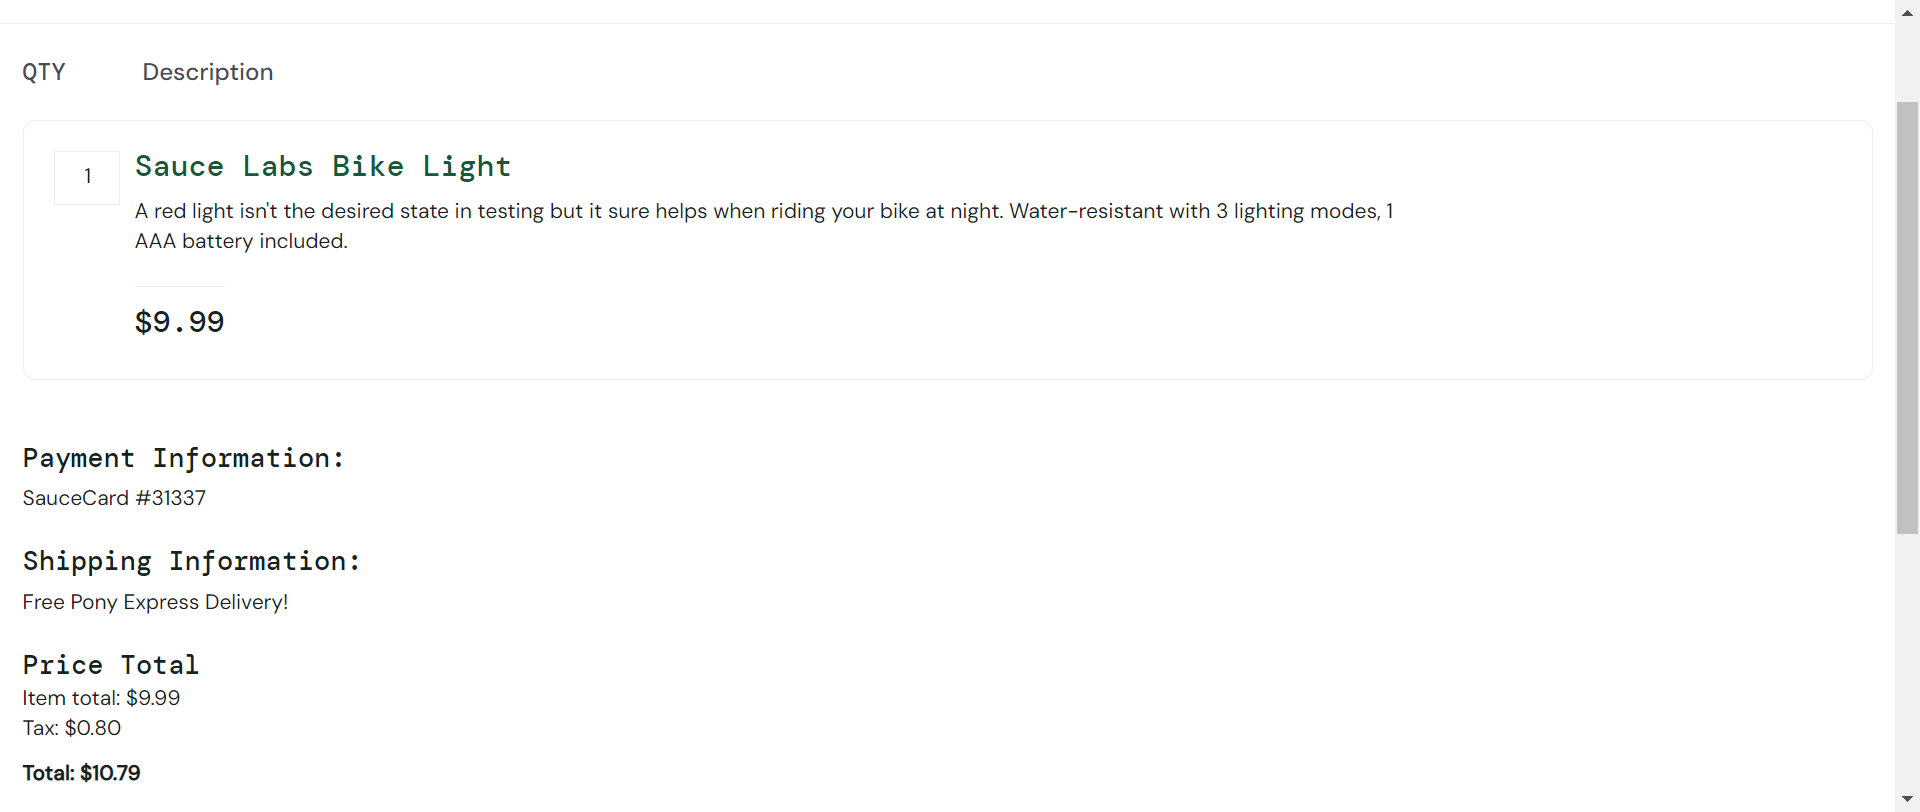 QTY Description
1 Sauce Labs Bike Light
A red light isn't the desired state in testing but it sure helps when riding your bike at night. Water-resistant with 3 lighting modes, 1
AAA battery included.
$9.99
Payment Information:
SauceCard #31337
Shipping Information:
Free Pony Express Delivery!
Price Total
Item total: $9.99
Tax: $0.80
Total: $10.79